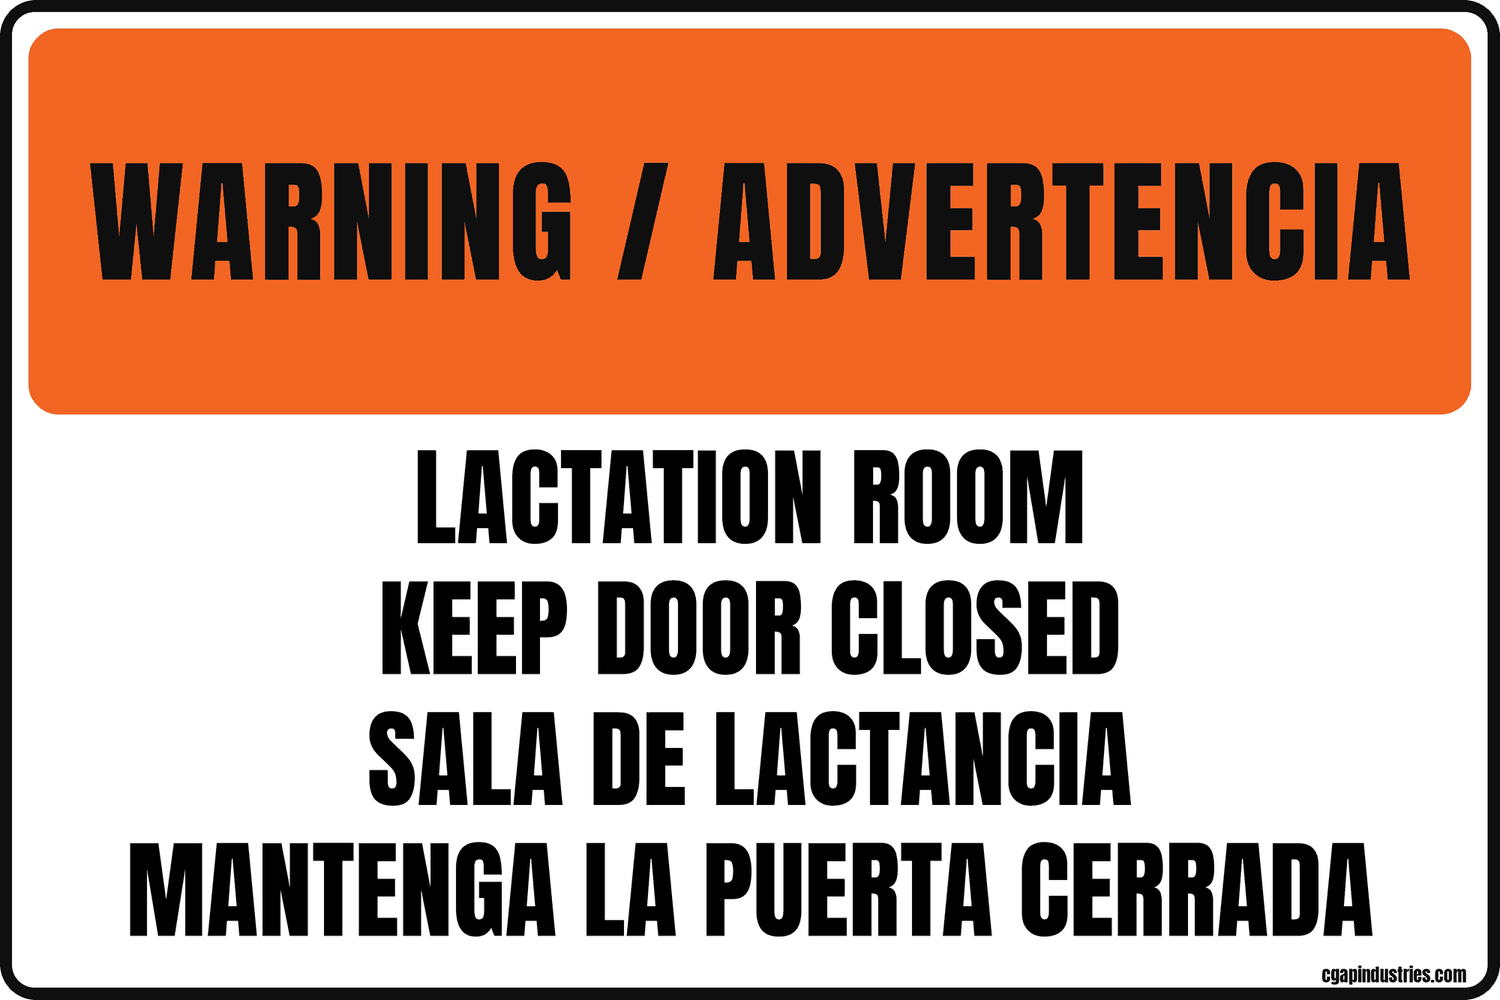 WARNING / ADVERTENCIA
LACTATION ROOM
KEEP DOOR CLOSED
SALA DE LACTANCIA
MANTENGA LA PUERTA CERRADA
cgapindustries.com